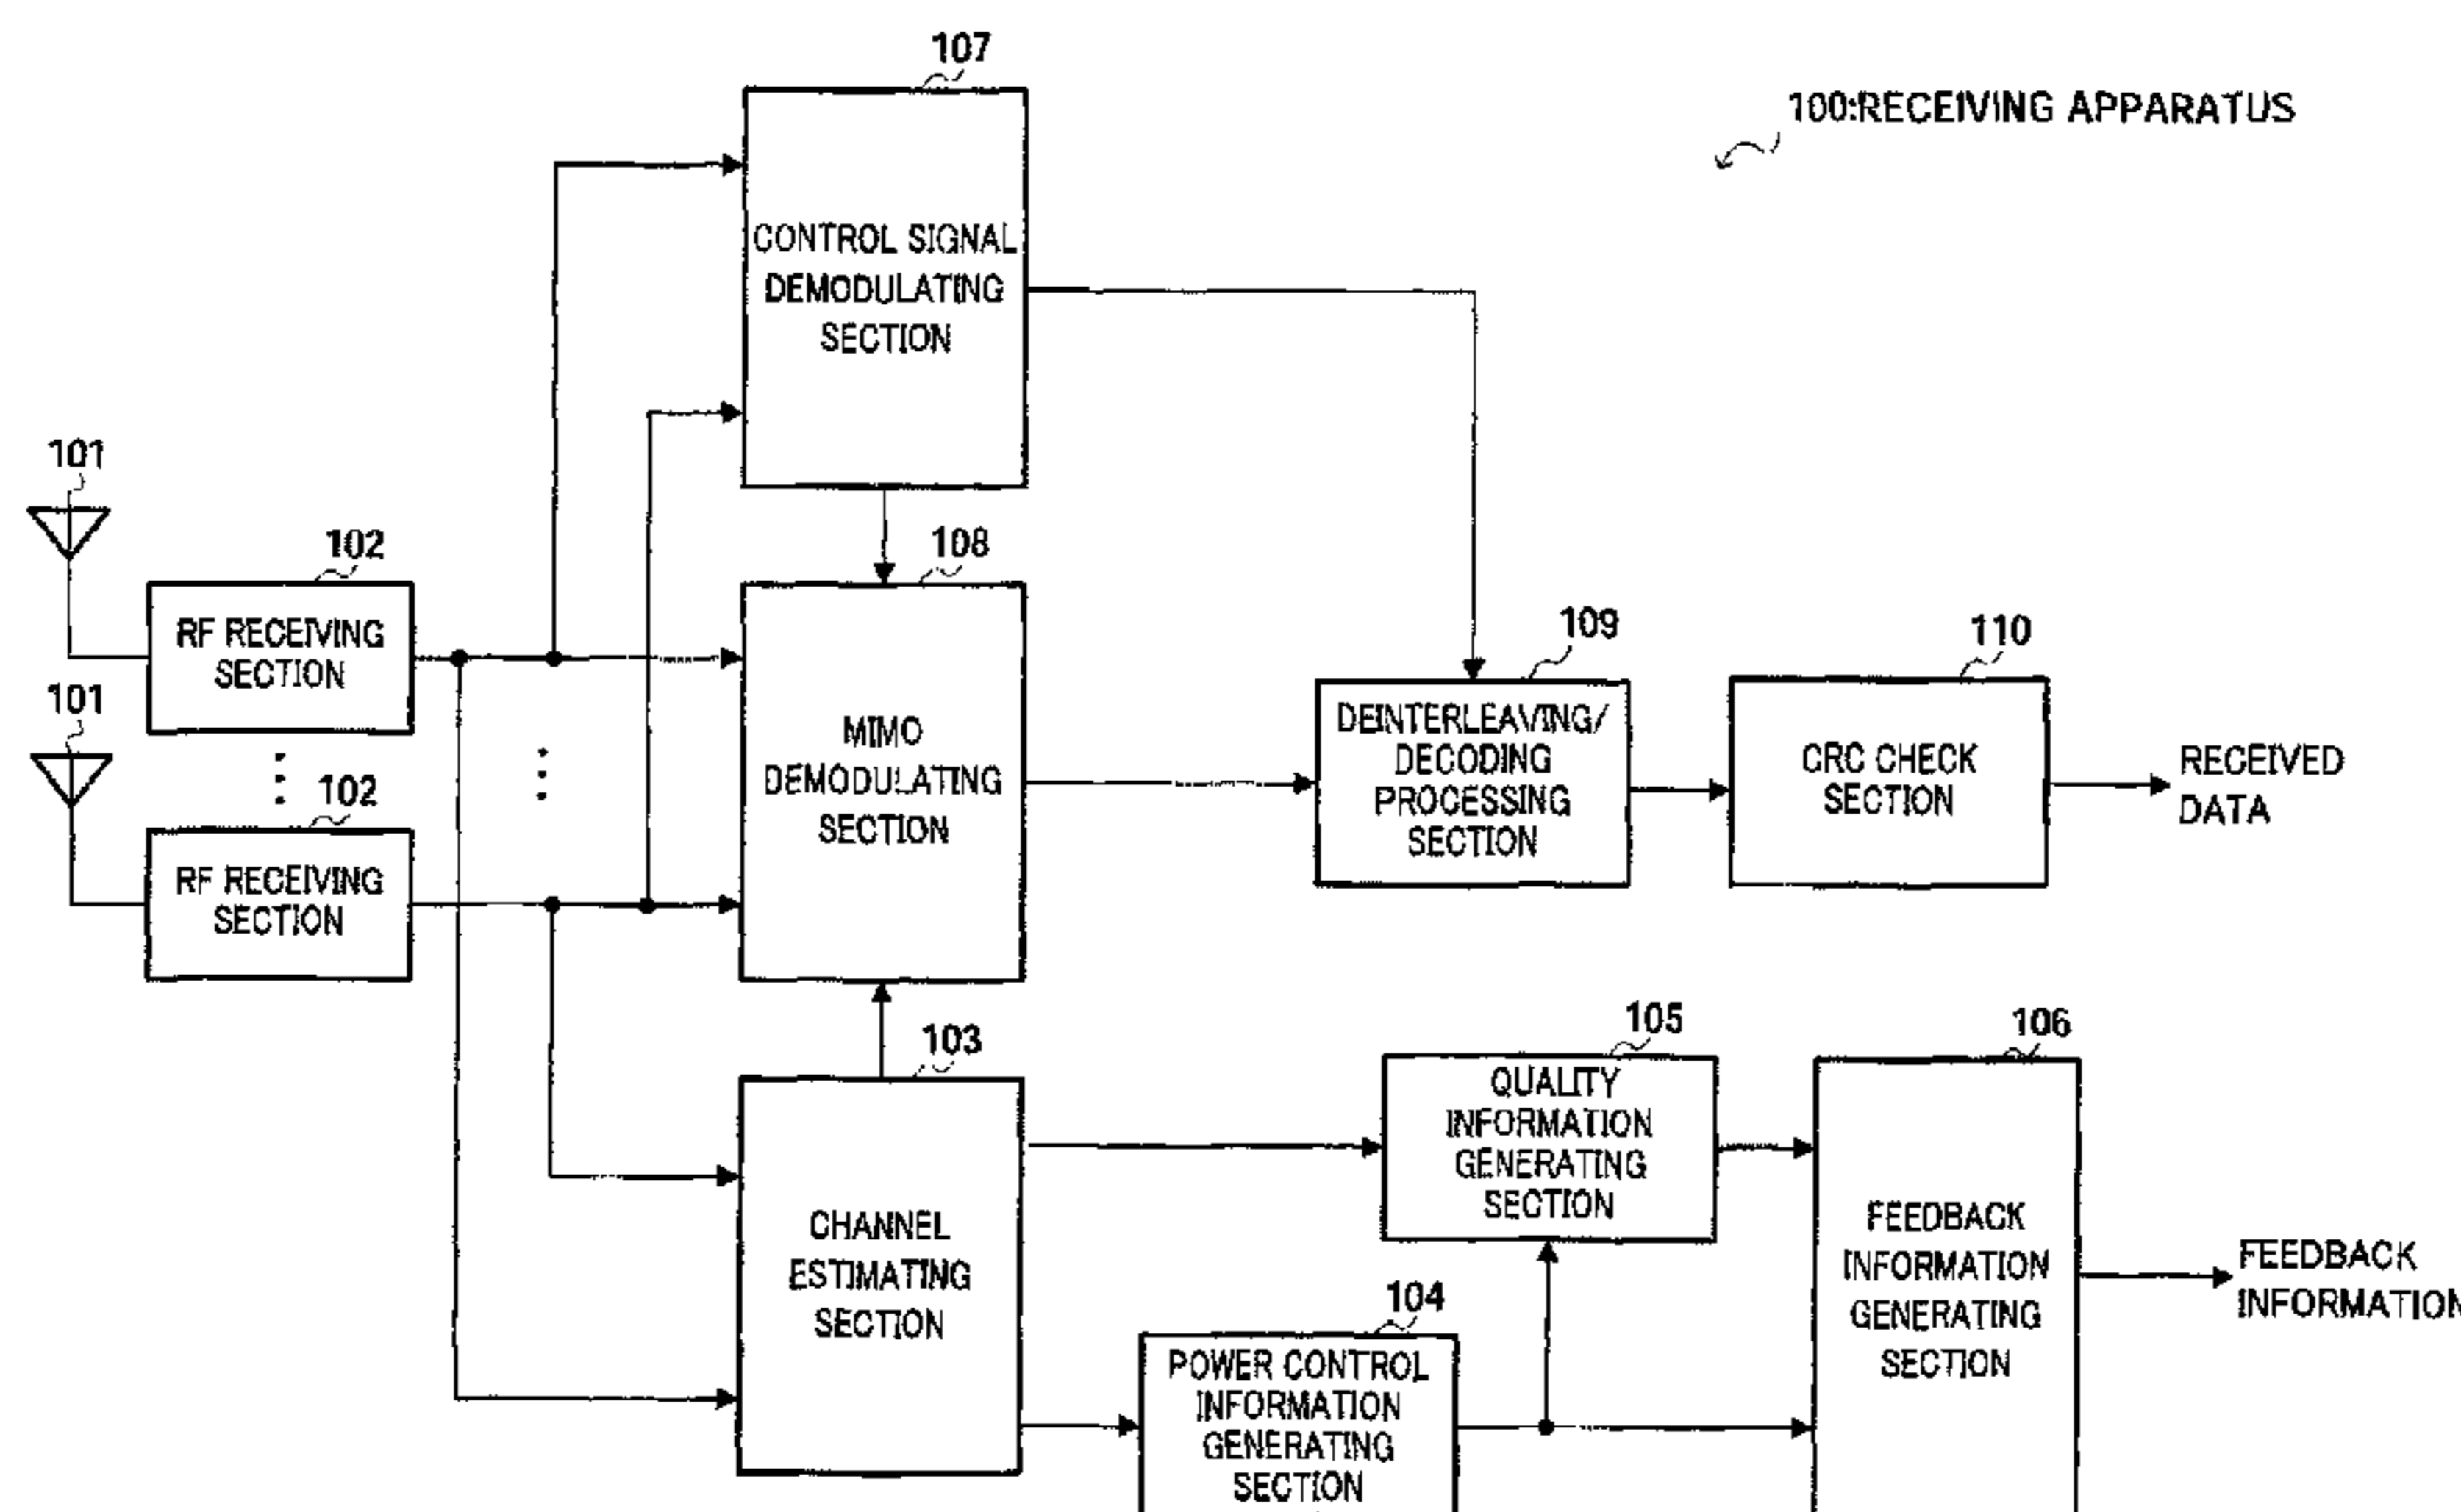 107
100:RECEIVING APPARATUS
CONTROL SIGNAL
DEMODULATING
SECTION
101
102
RF RECEIVING
SECTION
101
102
RF RECEIVING
SECTION
108
MIMO
DEMODULATING
SECTION
109
DEINTERLEAVING/
DECODING
PROCESSING
SECTION
110
CRC CHECK
SECTION
RECEIVED
DATA
103
CHANNEL
ESTIMATING
SECTION
105
QUALITY
INFORMATION
GENERATING
SECTION
104
POWER CONTROL
INFORMATION
GENERATING
SECTION
106
FEEDBACK
INFORMATION
GENERATING
SECTION
FEEDBACK
INFORMATION